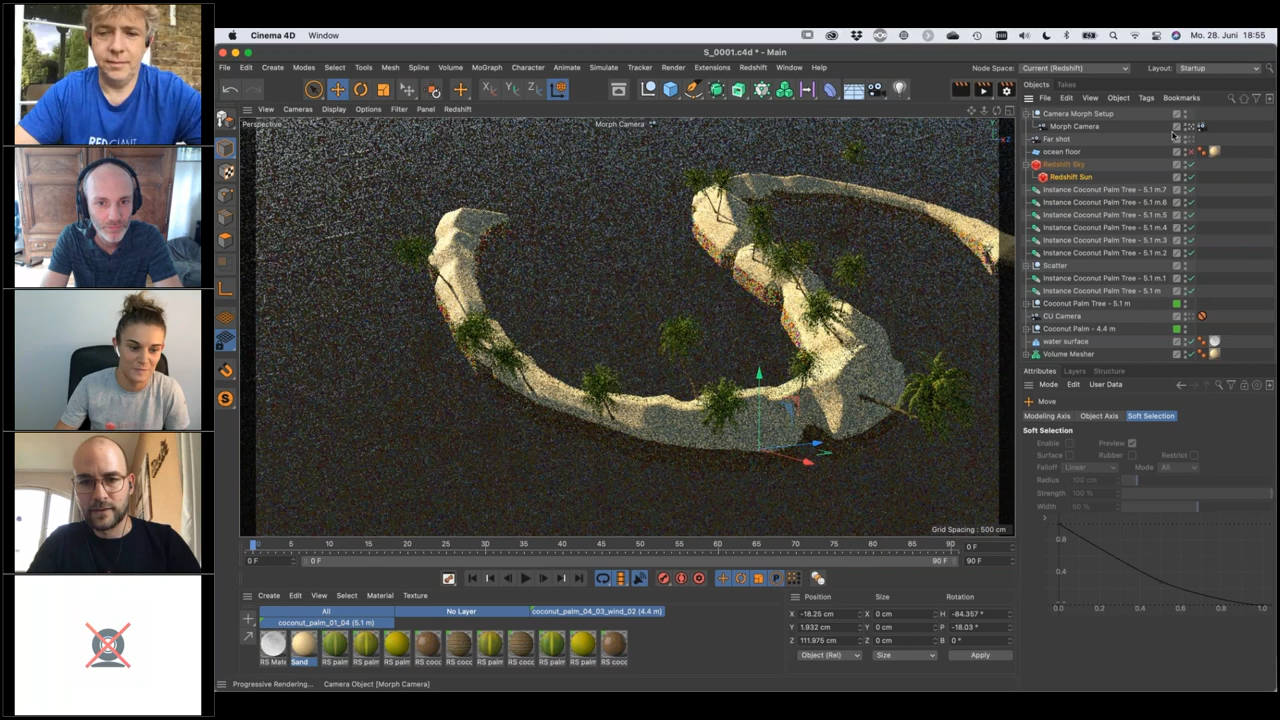 REDGIANT
Cinema 4D Window
Mo. 28. Juni 18:55
S_0001.c4d * - Main
File Edit Create Modes Select Tools Mesh Spline Volume MoGraph Character Animate Simulate Tracker Render Extensions Redshift Window Help
Node Space: Current (Redshift) Layout: Startup
X Y Z
Objects Takes
View Cameras Display Options Filter Panel Redshift
File Edit View Object Tags Bookmarks
Perspective
Morph Camera
Camera Morph Setup
Morph Camera
Far shot
ocean floor
Redshift Sky
Redshift Sun
Instance Coconut Palm Tree - 5.1 m.7
Instance Coconut Palm Tree - 5.1 m.6
Instance Coconut Palm Tree - 5.1 m.5
Instance Coconut Palm Tree - 5.1 m.4
Instance Coconut Palm Tree - 5.1 m.3
Instance Coconut Palm Tree - 5.1 m.2
Scatter
Instance Coconut Palm Tree - 5.1 m.1
Instance Coconut Palm Tree - 5.1 m
Coconut Palm Tree - 5.1 m
CU Camera
Coconut Palm - 4.4 m
water surface
Volume Mesher
Attributes Layers Structure
Mode Edit User Data
Move
Modeling Axis Object Axis Soft Selection
Soft Selection
Enable Preview
Surface Rubber Restrict
Falloff Linear Mode All
Radius 100 cm
Strength 100 %
Width 50 %
0.8
0.4
0.0 0.2 0.4 0.6 0.8 1.0
Grid Spacing : 500 cm
0 5 10 15 20 25 30 35 40 45 50 55 60 65 70 75 80 85 90
0 F
0 F 0 F 90 F 90 F
Create Edit View Select Material Texture
All No Layer coconut_palm_04_03_wind_02 (4.4 m)
coconut_palm_01_04 (5.1 m)
RS Mate Sand RS palm RS palm RS palm RS coco RS coco RS palm RS coco RS palm RS palm RS coco
Position Size Rotation
X -18.25 cm X 0 cm H -84.357 °
Y 1.932 cm Y 0 cm P -18.03 °
Z 111.975 cm Z 0 cm B 0 °
Object (Rel) Size Apply
Progressive Rendering... Camera Object [Morph Camera]